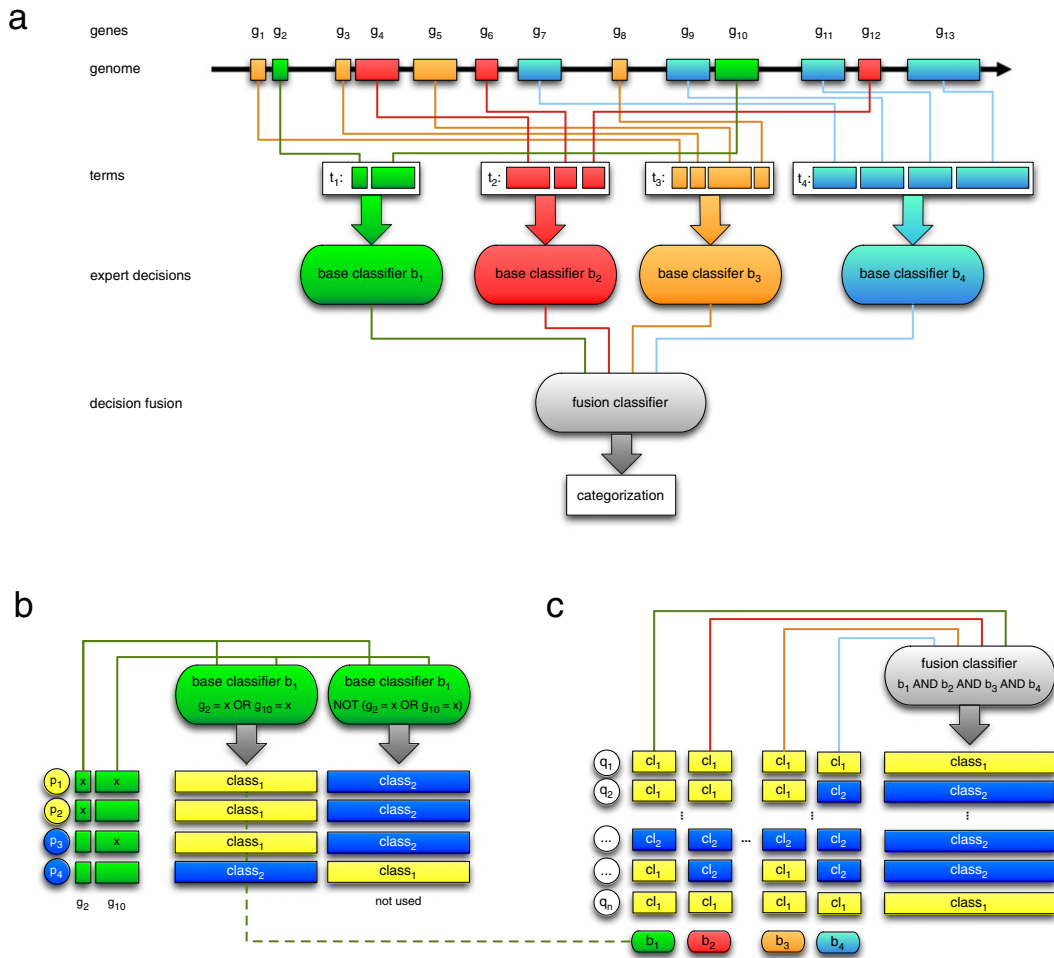 a
genes g1 g2 g3 g4 g5 g6 g7 g8 g9 g10 g11 g12 g13
genome
terms t1: t2: t3: t4:
expert decisions base classifier b1 base classifier b2 base classifier b3 base classifier b4
decision fusion fusion classifier
categorization
b
base classifier b1 base classifier b1
g2 = x OR g10 = x NOT (g2 = x OR g10 = x)
p1 x x class1 class2
p2 x class1 class2
p3 x class1 class2
p4 class2 class1
g2 g10 not used
c
fusion classifier
b1 AND b2 AND b3 AND b4
q1 cl1 cl1 cl1 cl1 class1
q2 cl1 cl1 cl1 cl2 class2
... ... ...
... cl2 cl2 ... cl2 cl2 class2
... cl1 cl2 cl1 cl2 class2
qn cl1 cl1 cl1 cl1 class1
b1 b2 b3 b4